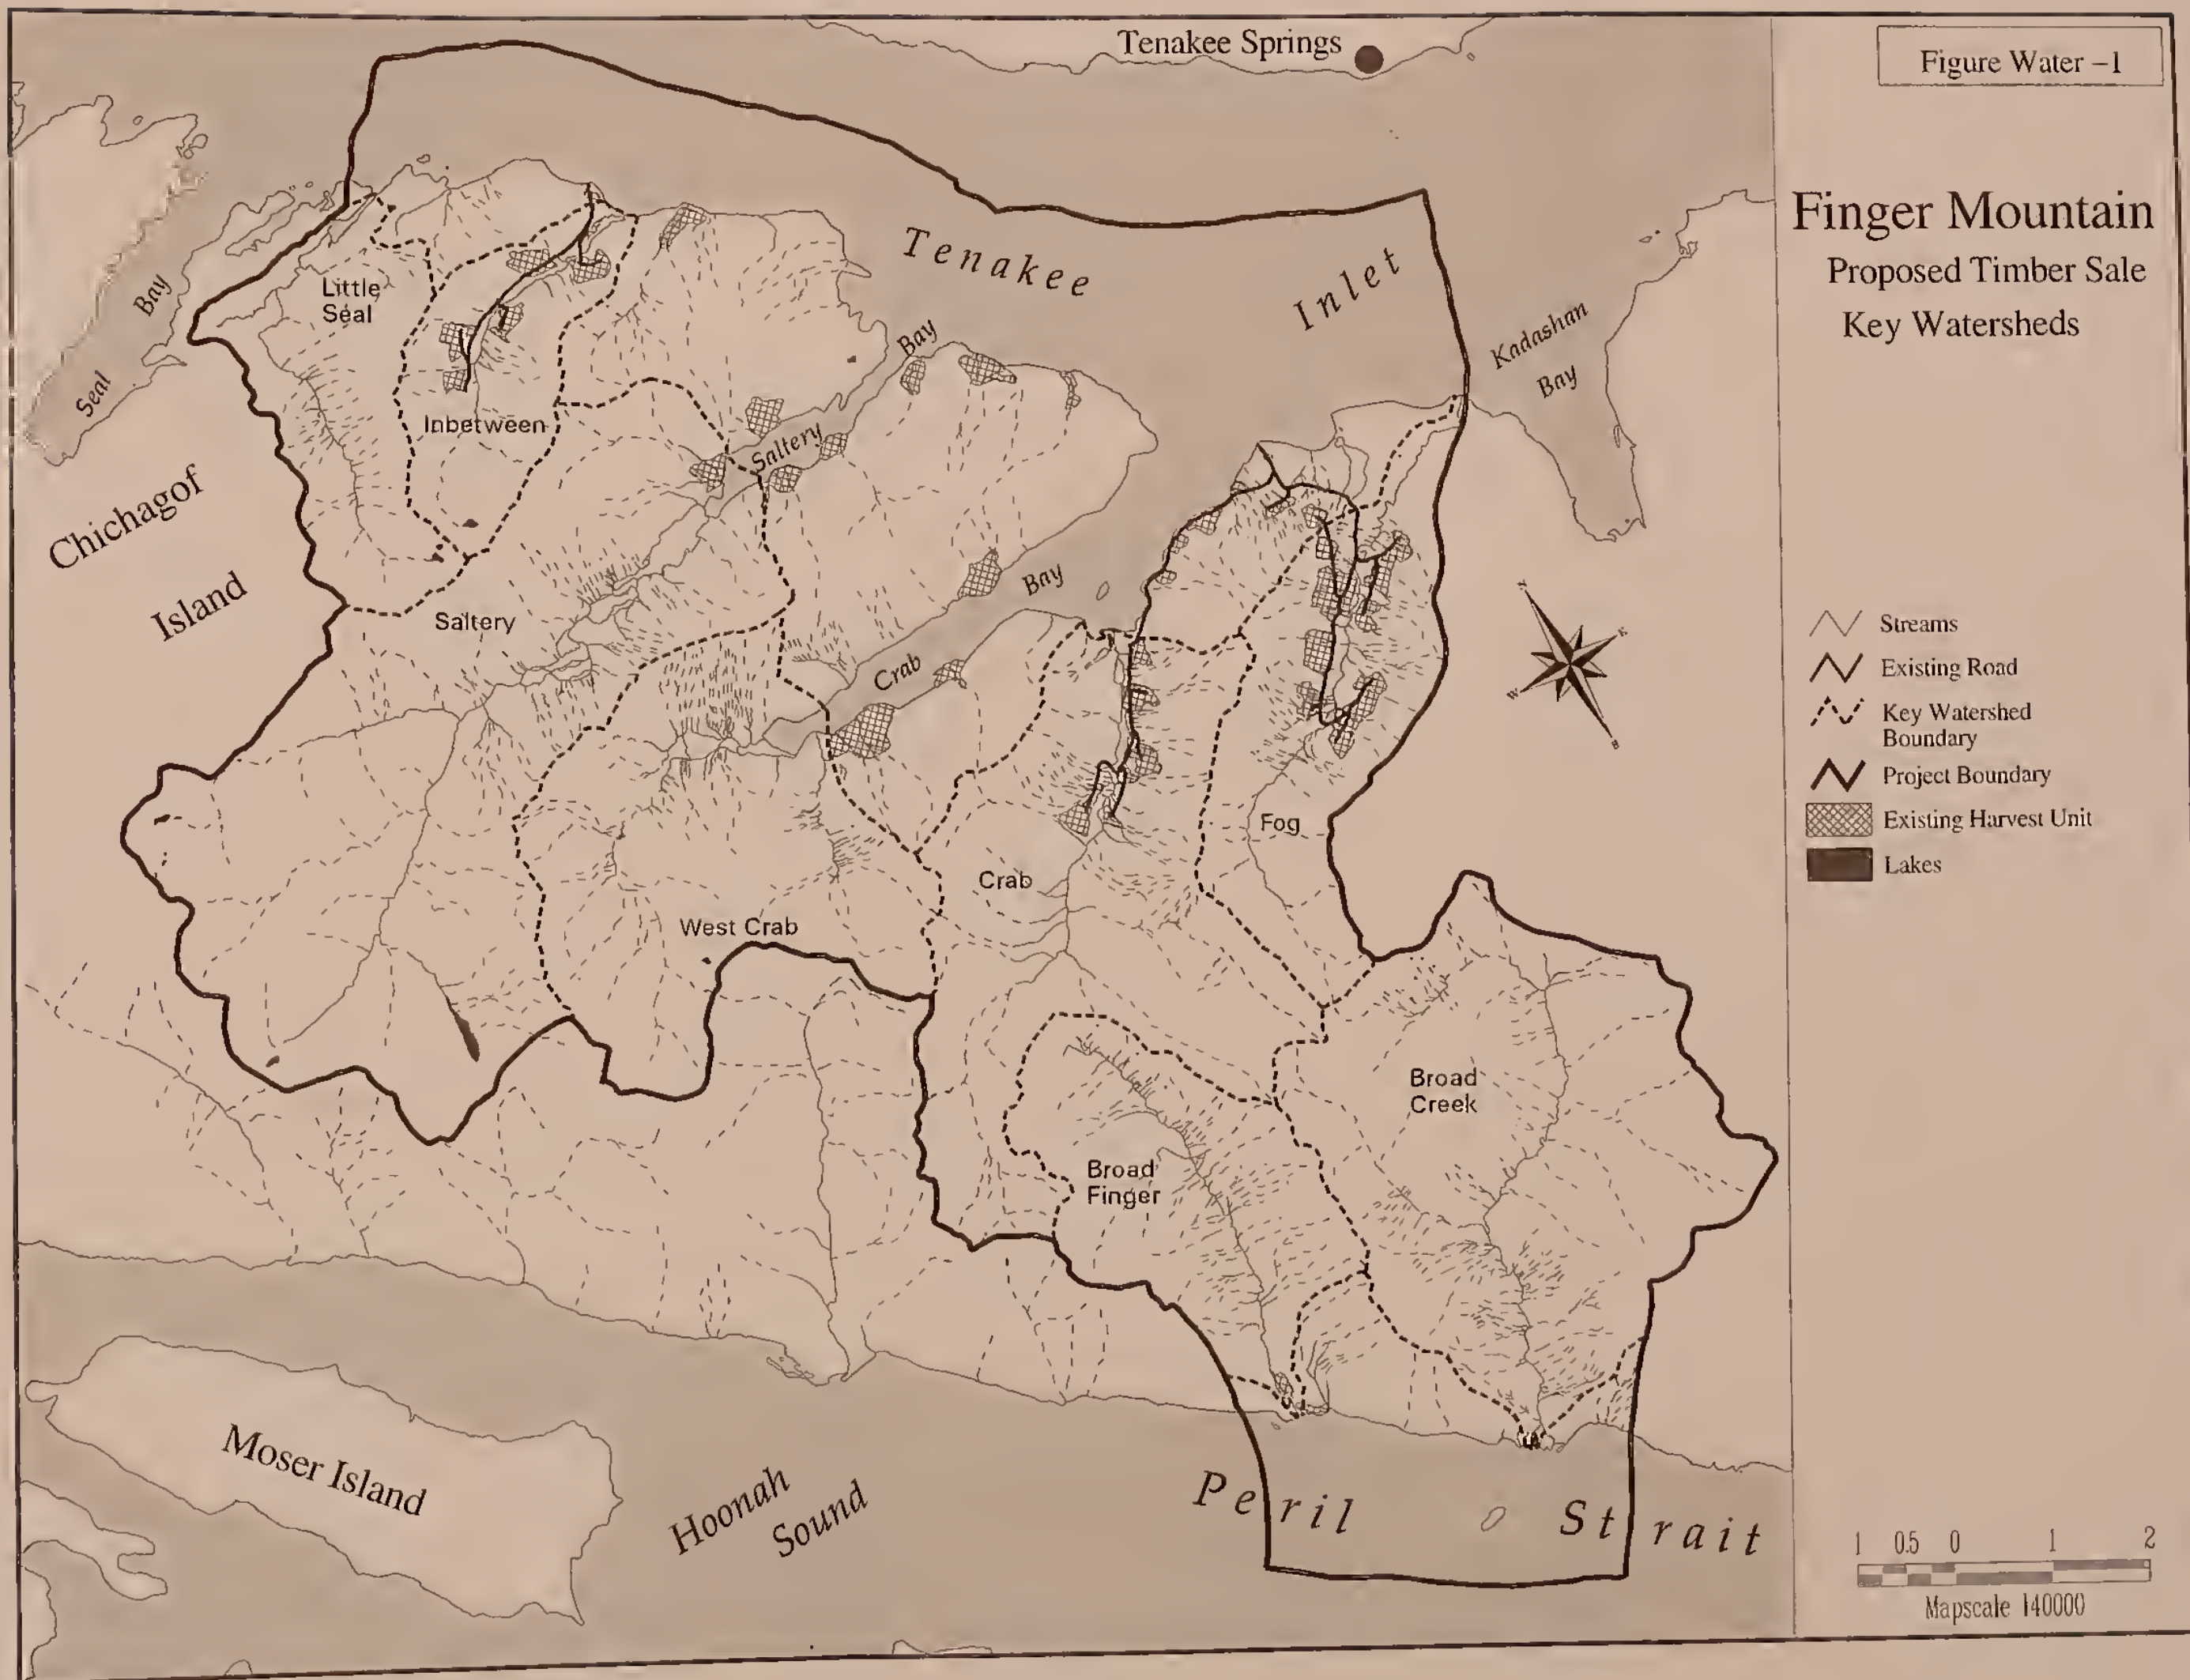 Tenakee Springs
Figure Water –1
Finger Mountain
Proposed Timber Sale
Key Watersheds
Tenakee
Inlet
Kadashan
Bay
Seal Bay
Little
Seal
Inbetween
Saltery Bay
Chichagof
Island
Saltery
Crab Bay
Crab
Fog
West Crab
Broad
Creek
Broad
Finger
Moser Island
Hoonah
Sound
Peril Strait
Streams
Existing Road
Key Watershed
Boundary
Project Boundary
Existing Harvest Unit
Lakes
1 0.5 0 1 2
Mapscale 140000